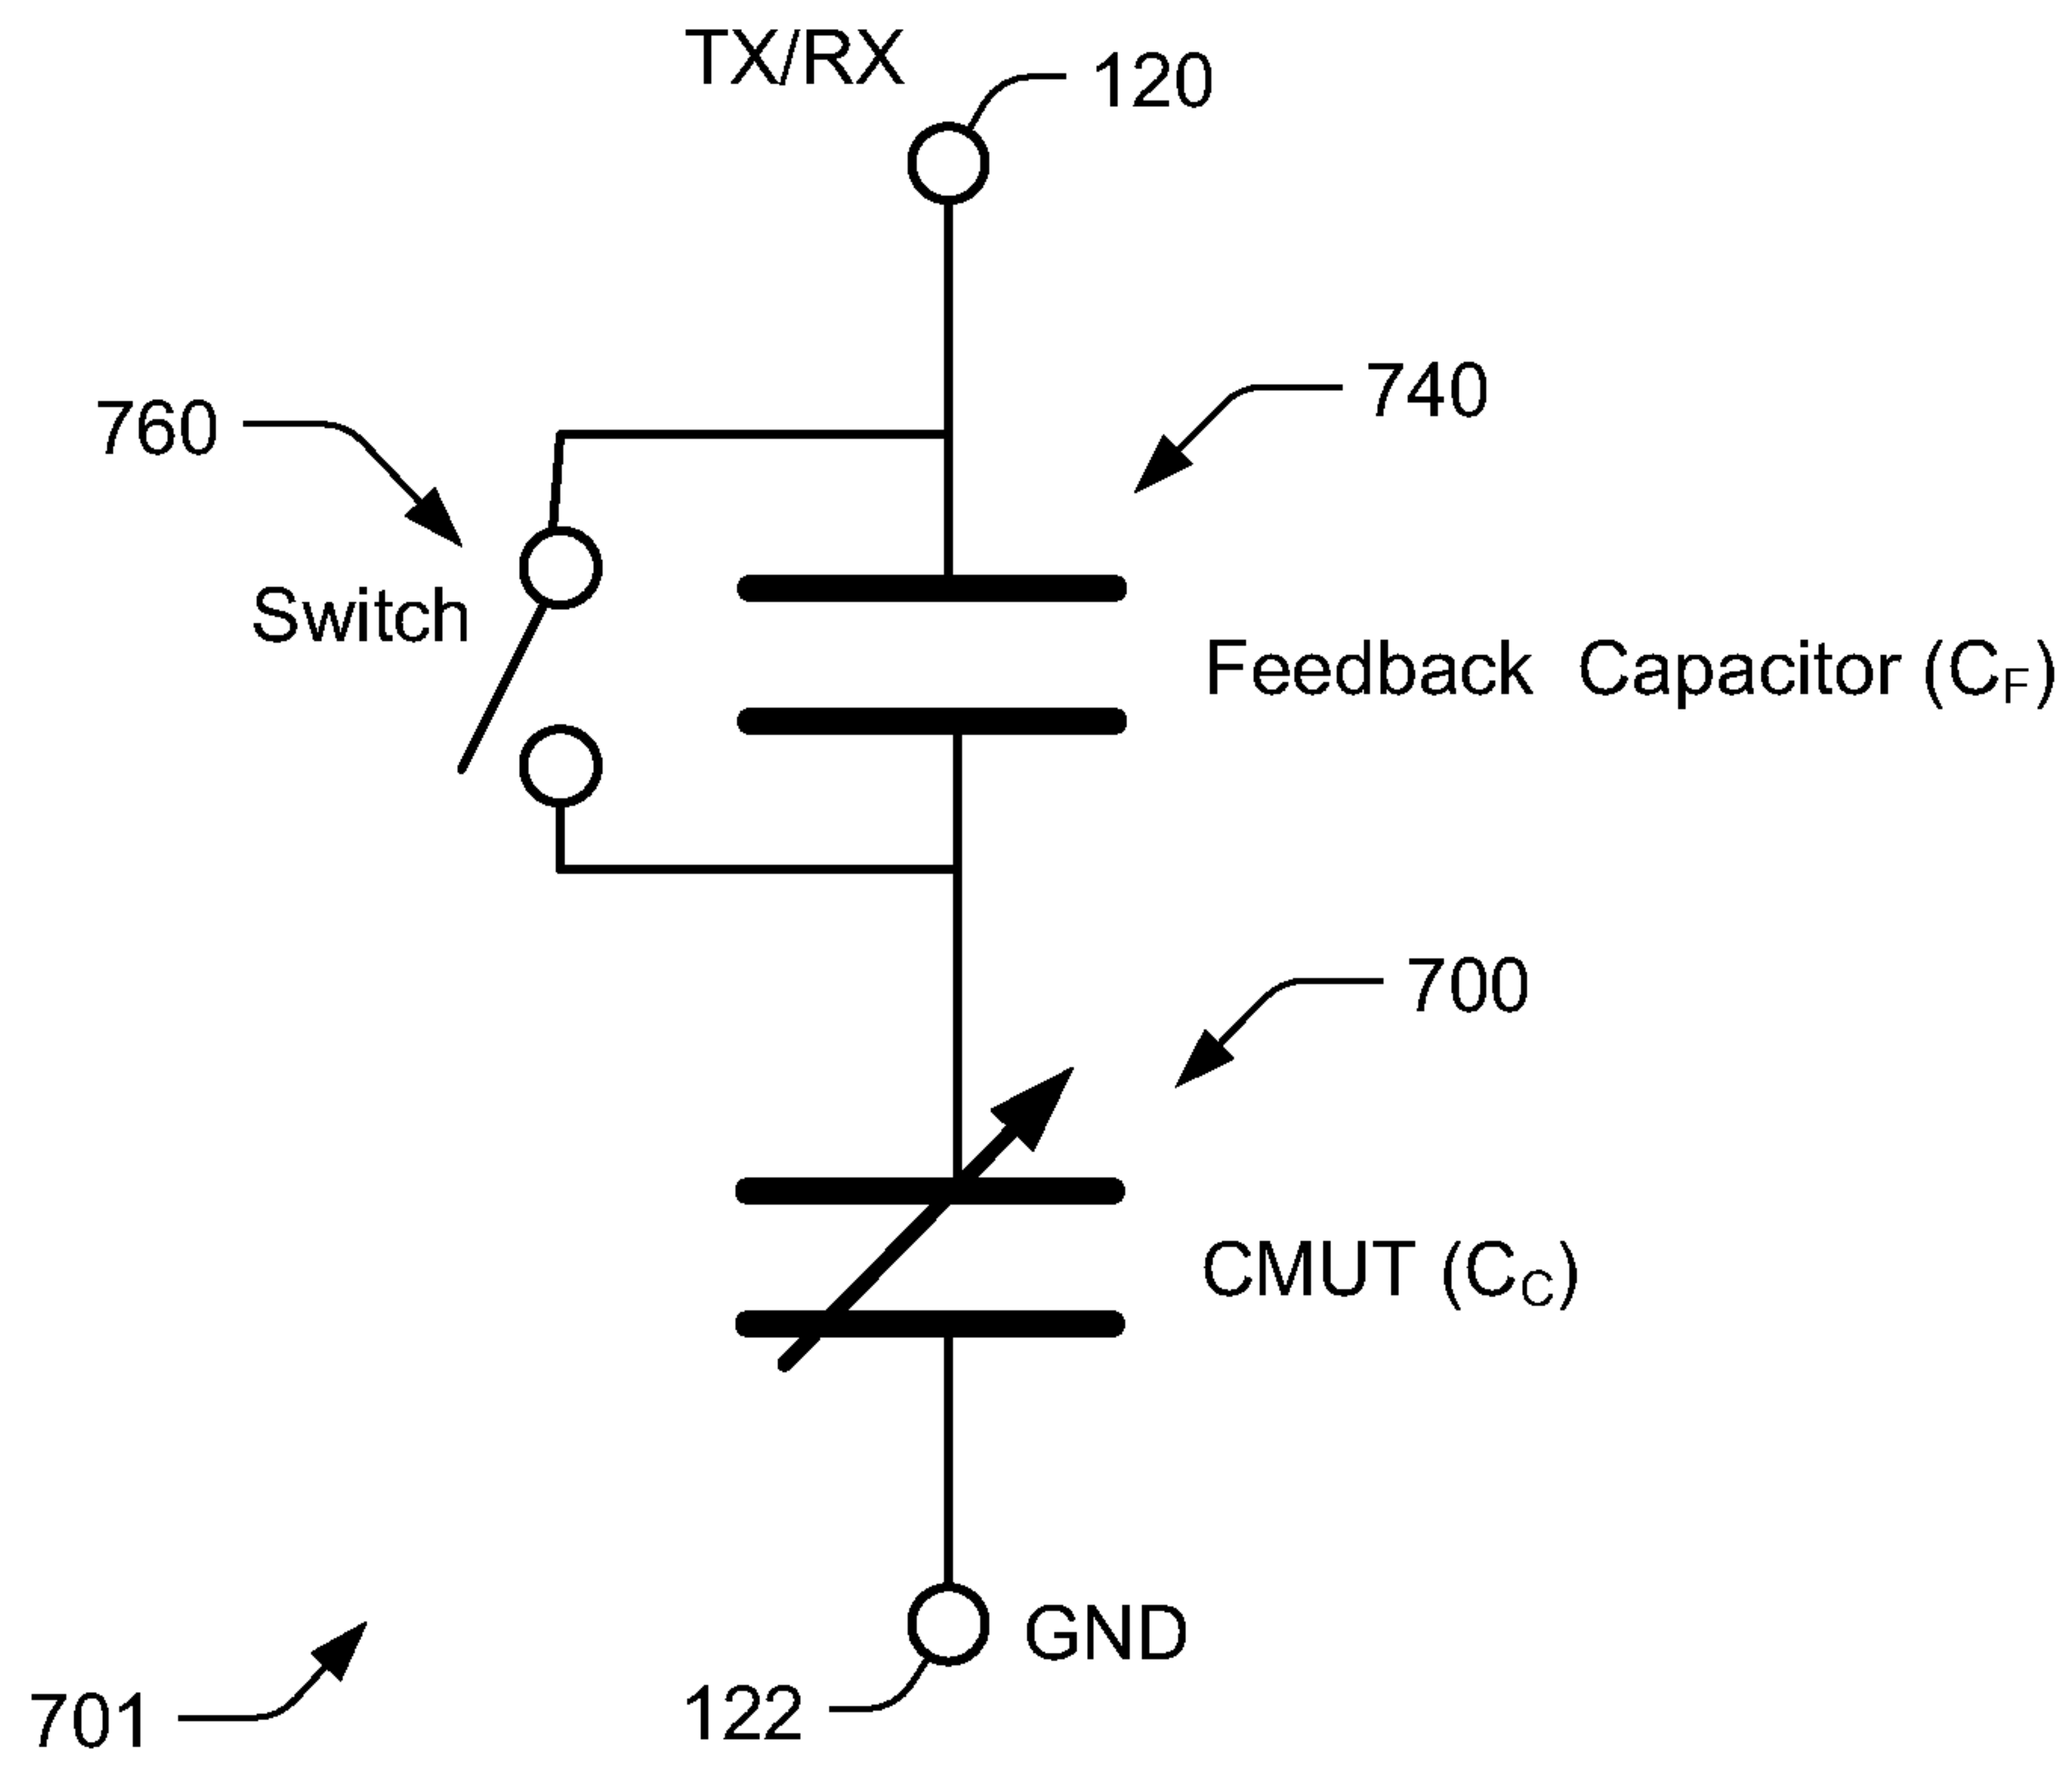 TX/RX
120
740
760
Switch
Feedback Capacitor (CF)
700
CMUT (CC)
GND
122
701